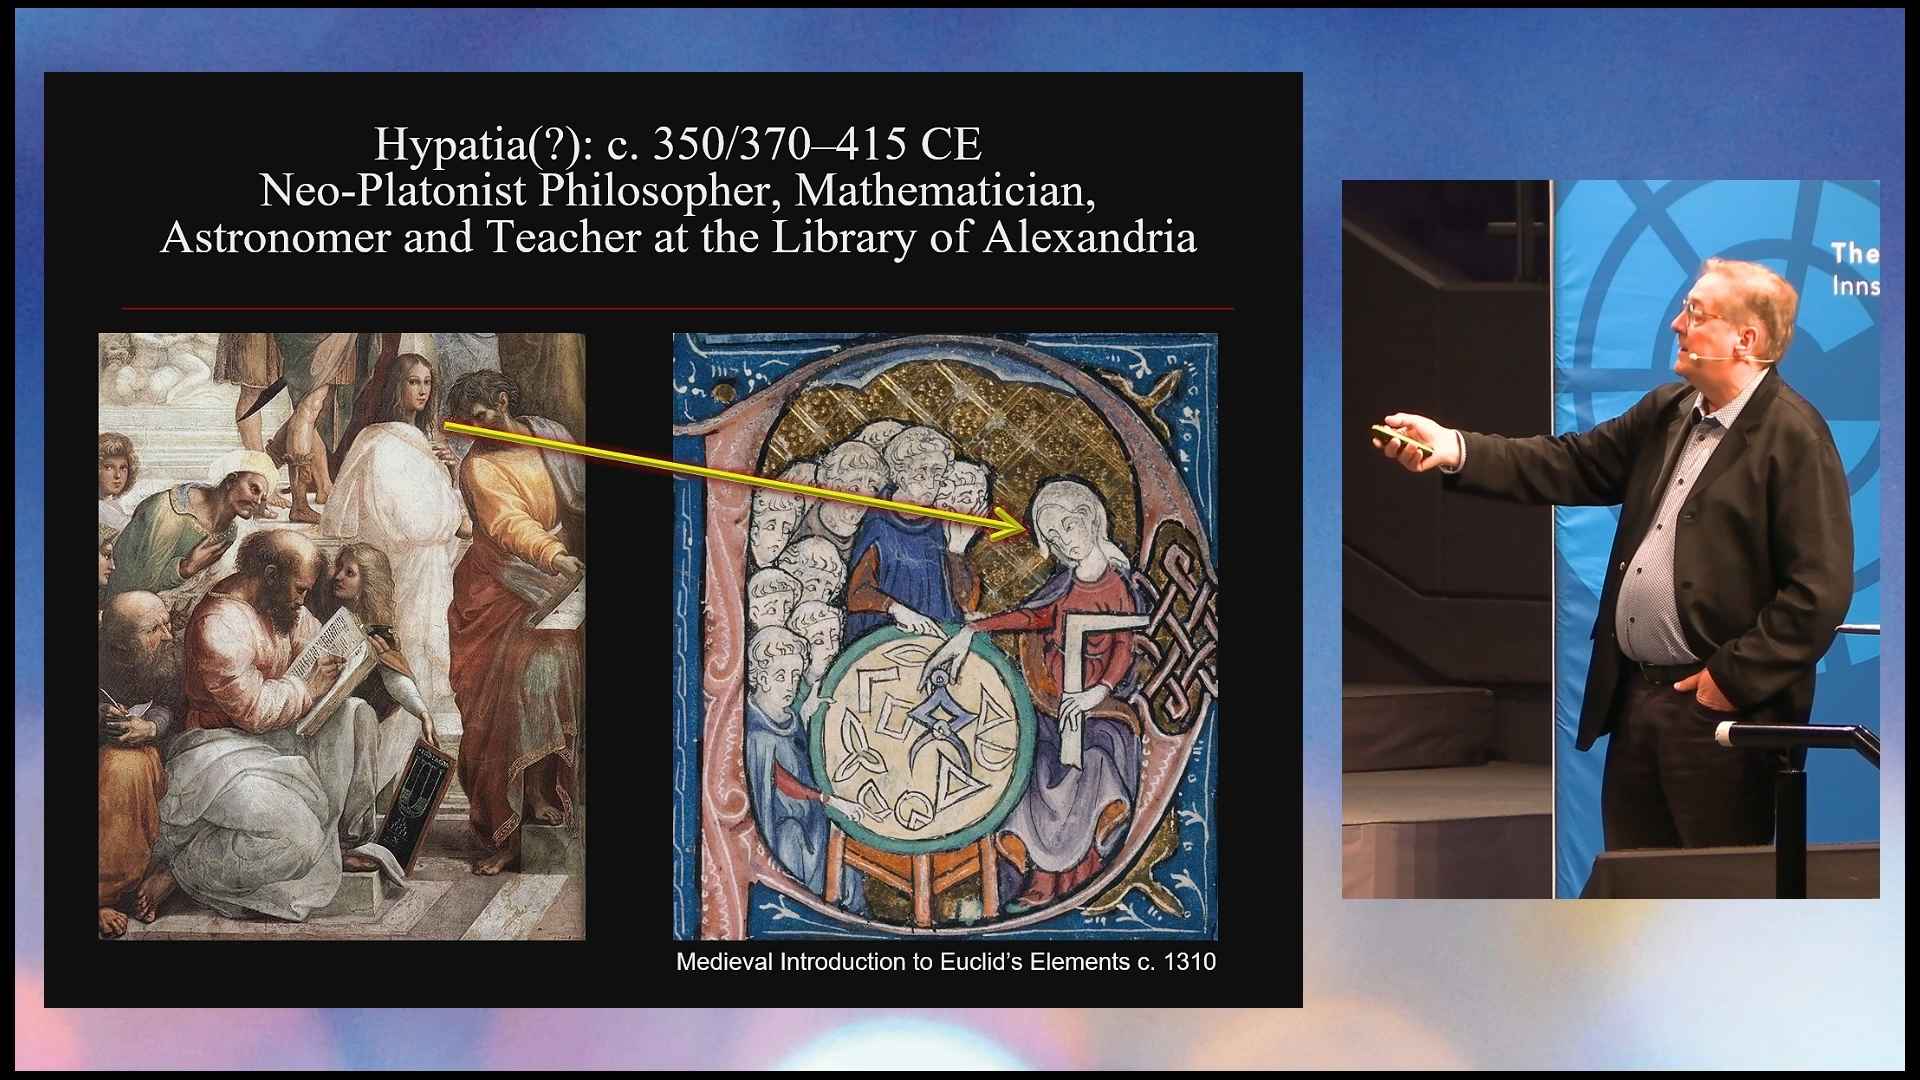 Hypatia(?): c. 350/370–415 CE
Neo-Platonist Philosopher, Mathematician,
Astronomer and Teacher at the Library of Alexandria
Medieval Introduction to Euclid’s Elements c. 1310
The
Inns